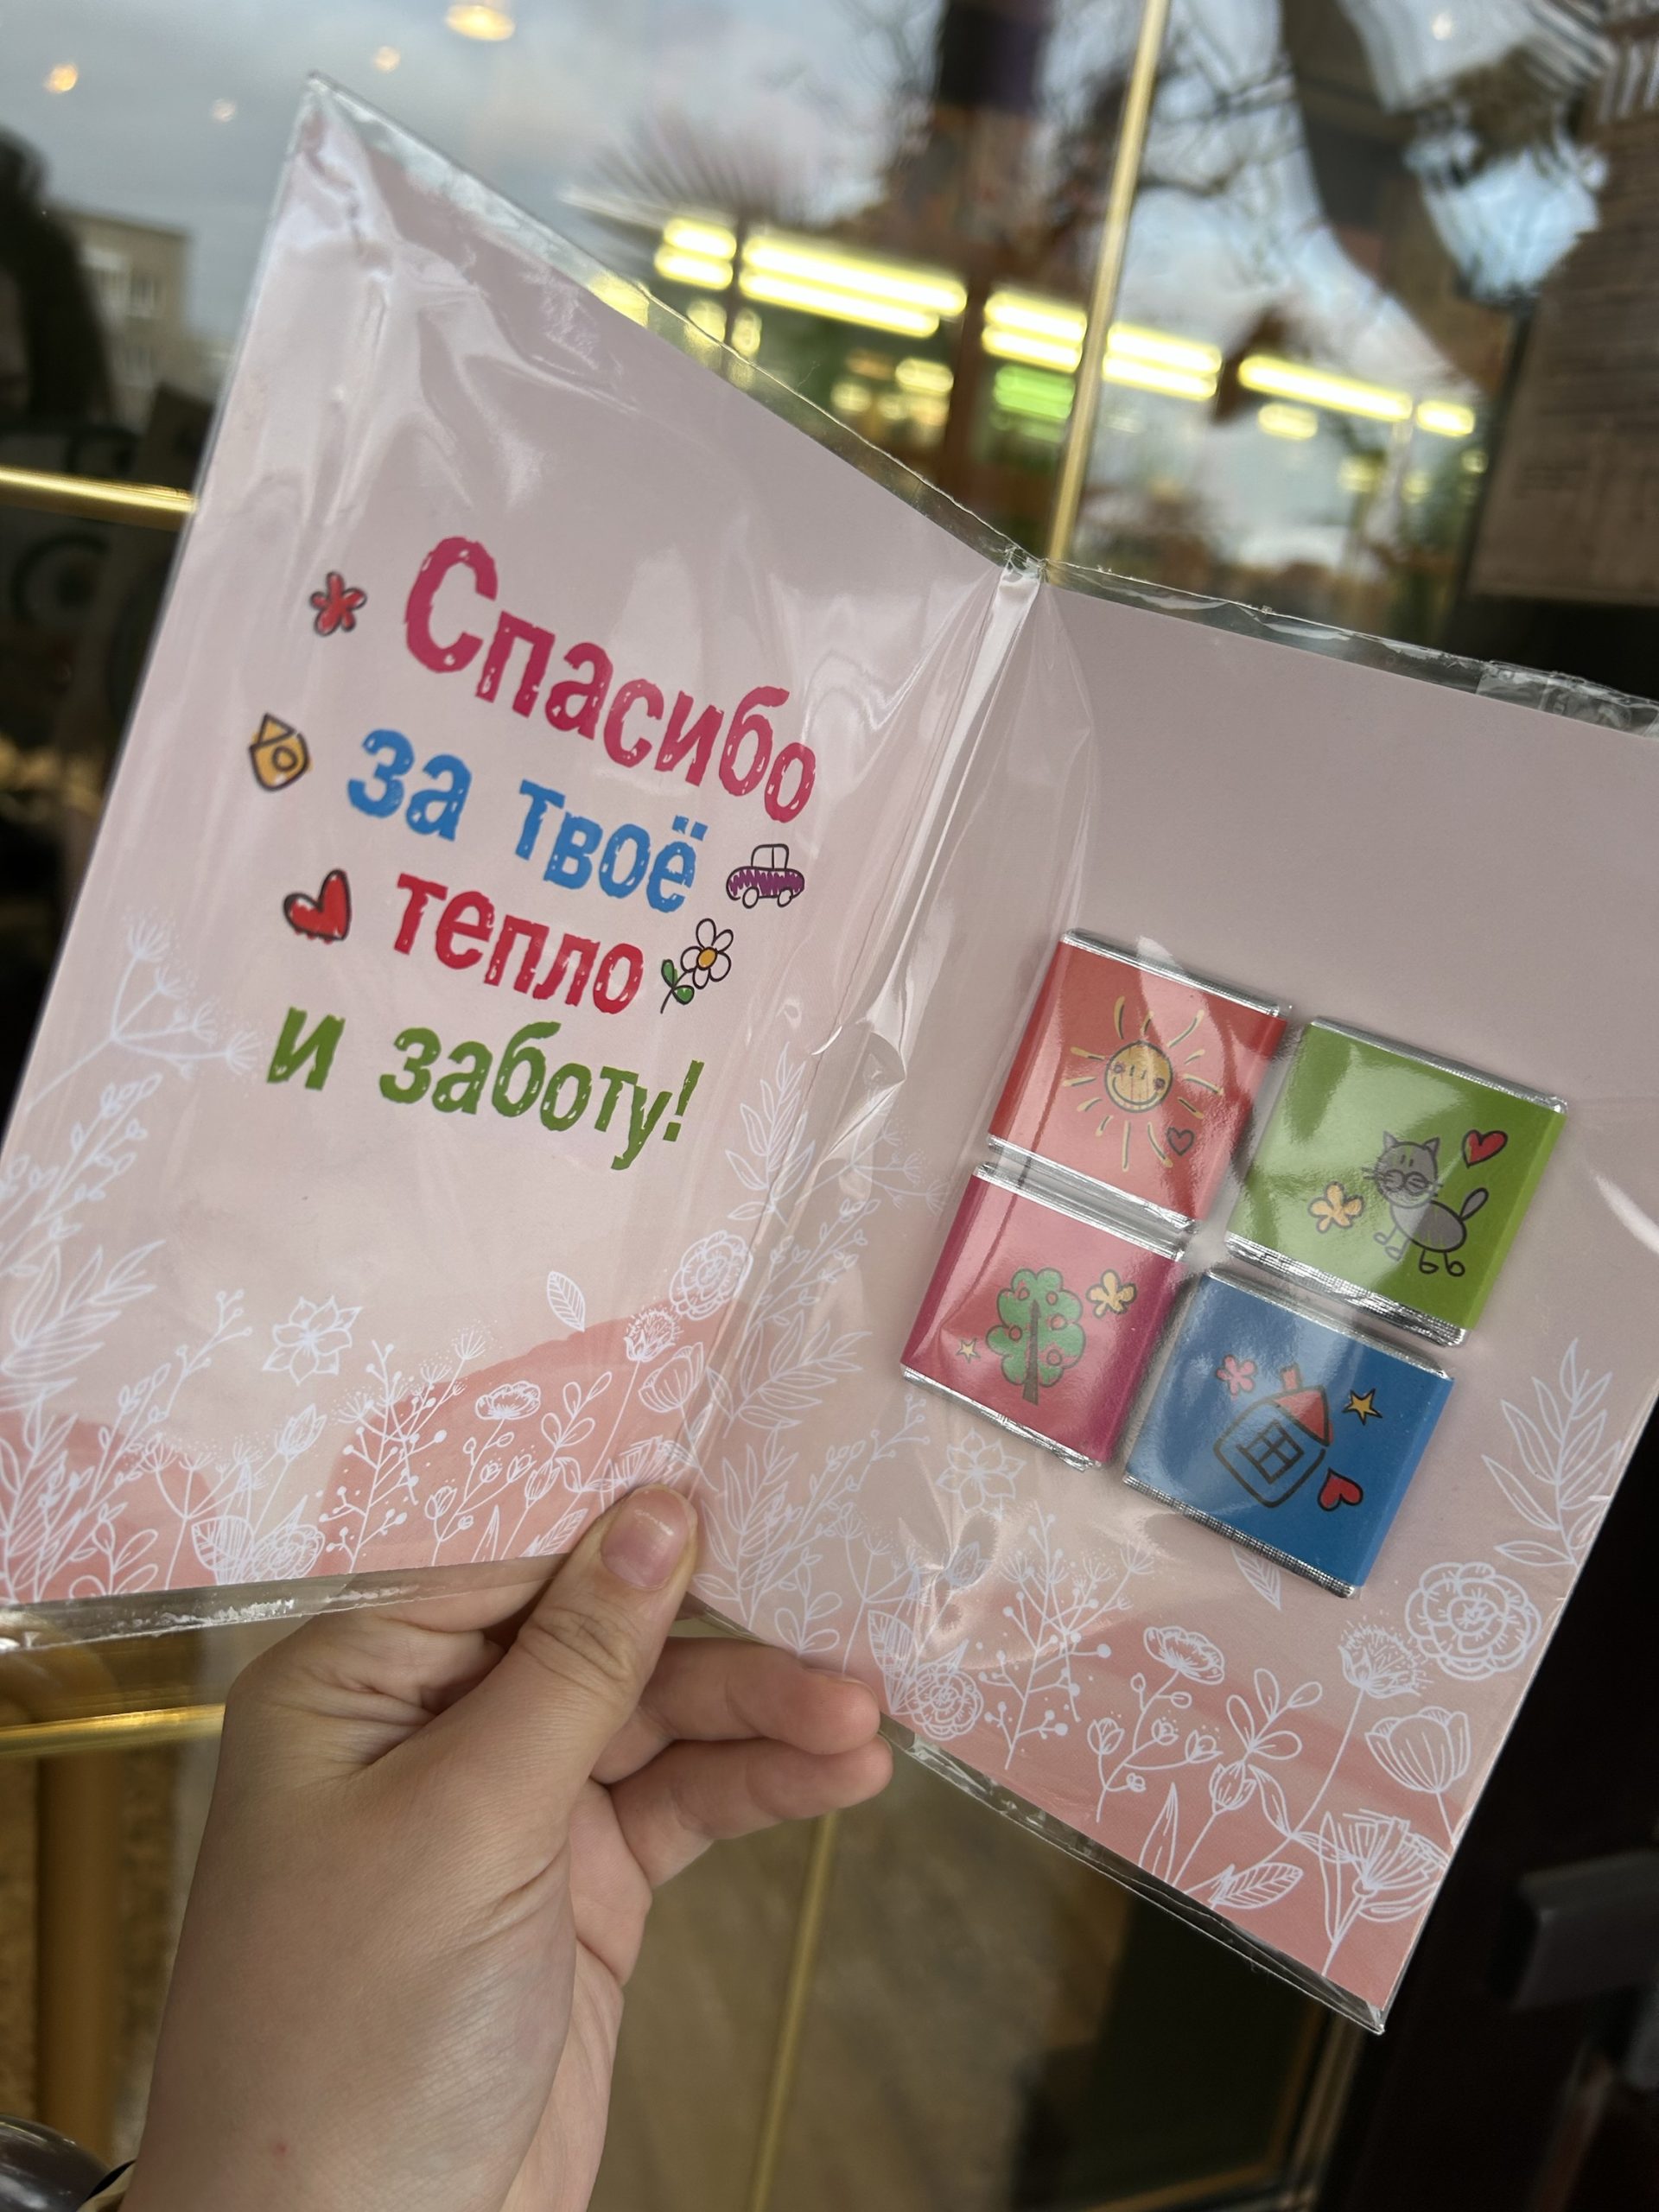 Спасибо
за твоё
тепло
и заботу!